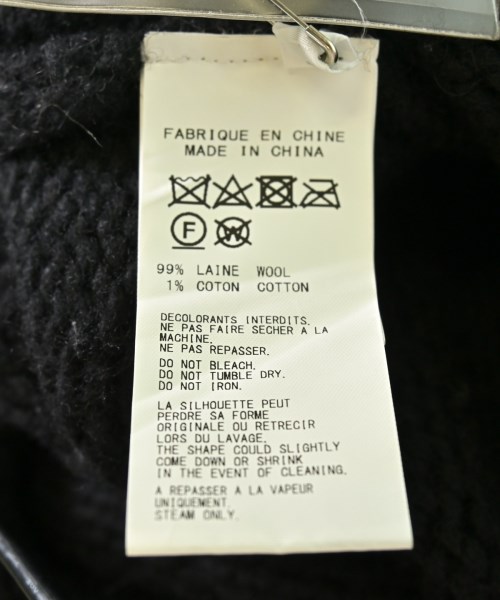 FABRIQUE EN CHINE
MADE IN CHINA
F W
99% LAINE WOOL
1% COTON COTTON
DECOLORANTS INTERDITS.
NE PAS FAIRE SECHER A LA
MACHINE.
NE PAS REPASSER.
DO NOT BLEACH.
DO NOT TUMBLE DRY.
DO NOT IRON.
LA SILHOUETTE PEUT
PERDRE SA FORME
ORIGINALE OU RETRECIR
LORS DU LAVAGE.
THE SHAPE COULD SLIGHTLY
COME DOWN OR SHRINK
IN THE EVENT OF CLEANING.
A REPASSER A LA VAPEUR
UNIQUEMENT.
STEAM ONLY.